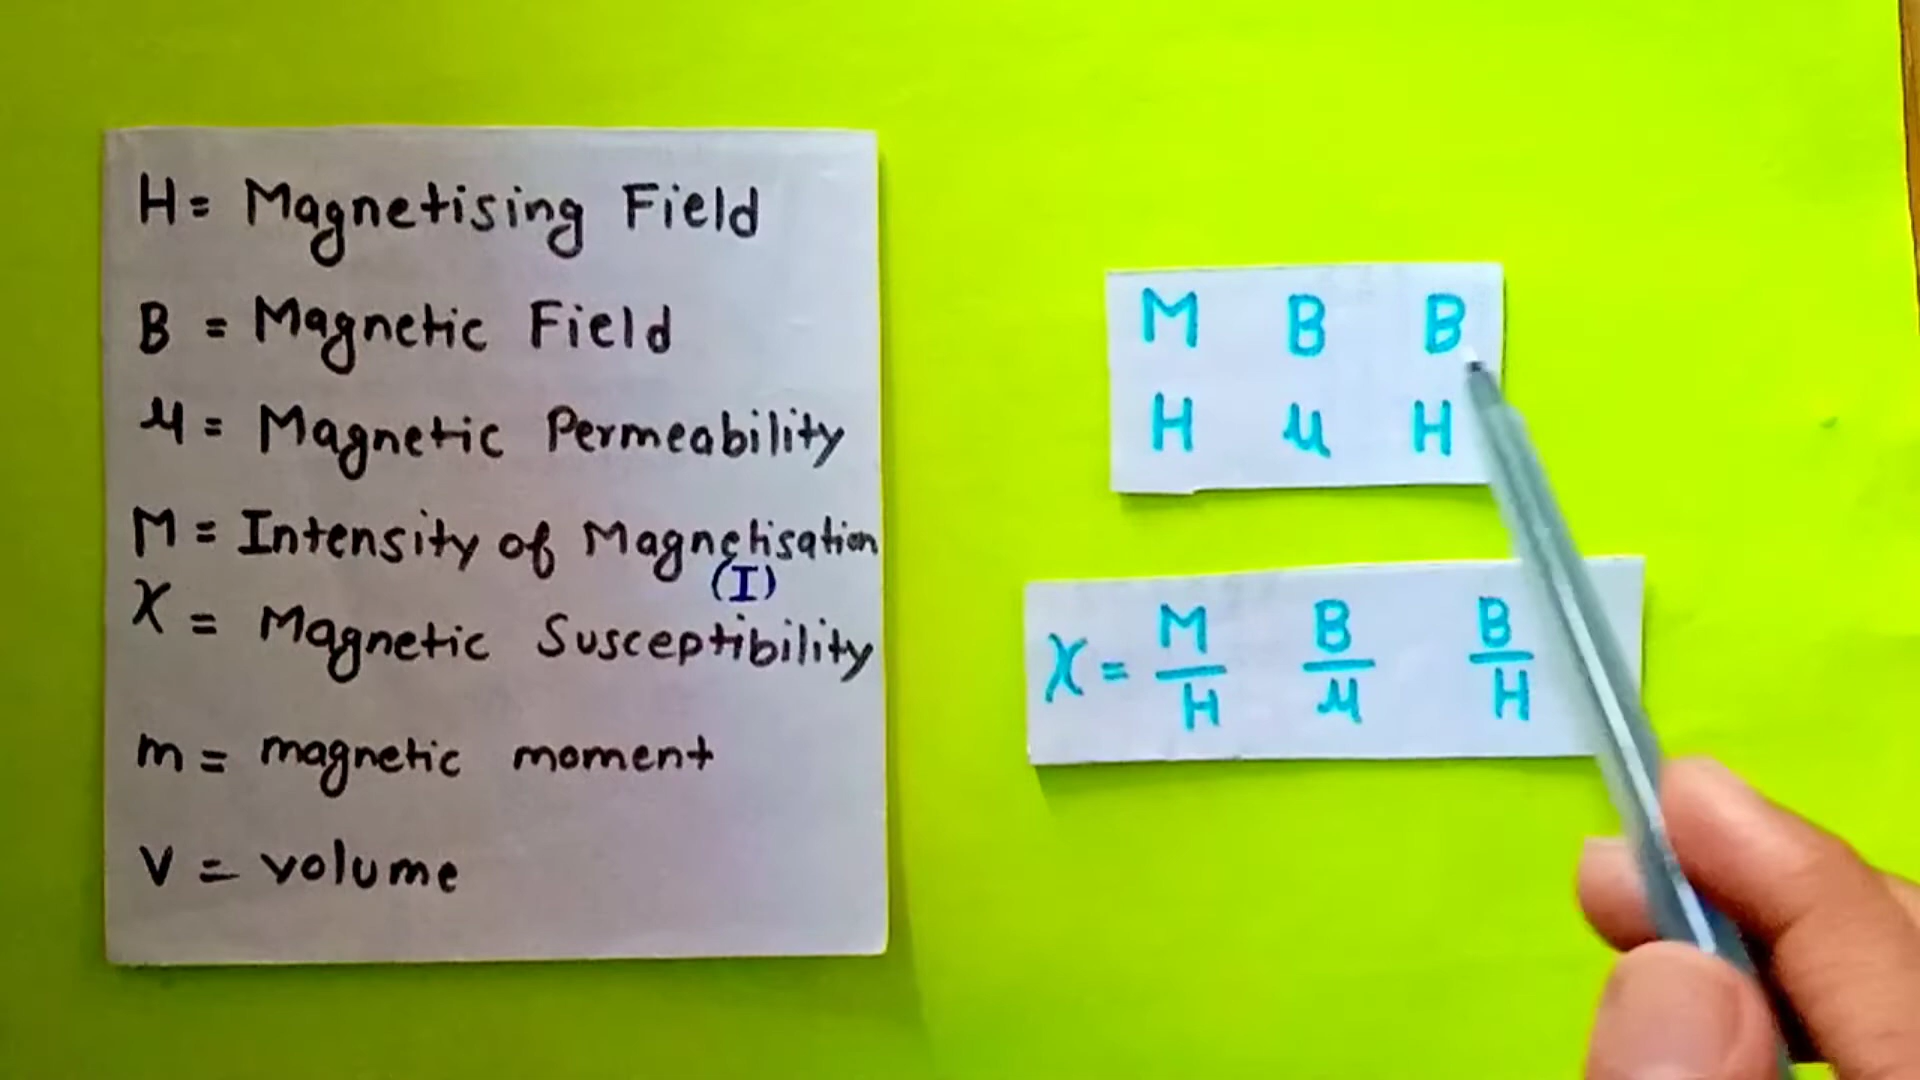 H = Magnetising Field
B = Magnetic Field
μ = Magnetic Permeability
M = Intensity of Magnetisation
(I)
χ = Magnetic Susceptibility
m = magnetic moment
V = volume
M B B
H μ H
χ = M/H B/μ B/H